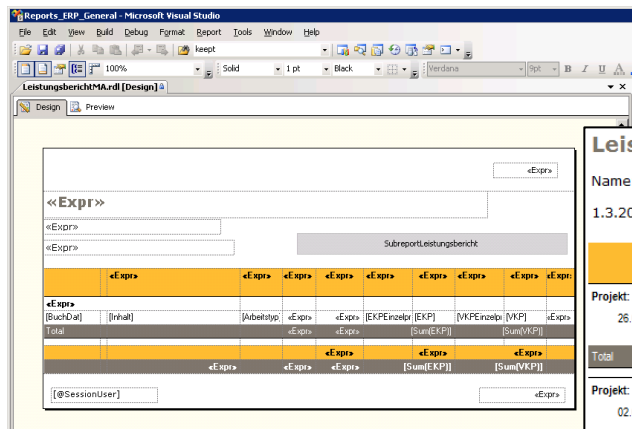 Reports_ERP_General - Microsoft Visual Studio
File Edit View Build Debug Format Report Tools Window Help
keept
100% Solid 1 pt Black Verdana 9pt B I U A
LeistungsberichtMA.rdl [Design]
Design Preview
«Expr»
«Expr»
«Expr»
«Expr» SubreportLeistungsbericht
«Expr» «Expr» «Expr» «Expr» «Expr» «Expr» «Expr» «Expr» «Expr:
«Expr»
[BuchDat] [Inhalt] [Arbeitstyp «Expr» «Expr» [EKPEinzelpr [EKP] [VKPEinzelpr [VKP] «Expr»
Total «Expr» «Expr» [Sum(EKP)] [Sum(VKP)]
«Expr» «Expr» «Expr»
«Expr» «Expr» «Expr» [Sum(EKP)] [Sum(VKP)]
[@SessionUser] «Expr»
Leis
Name
1.3.20
Projekt:
26.
Total
Projekt:
02.